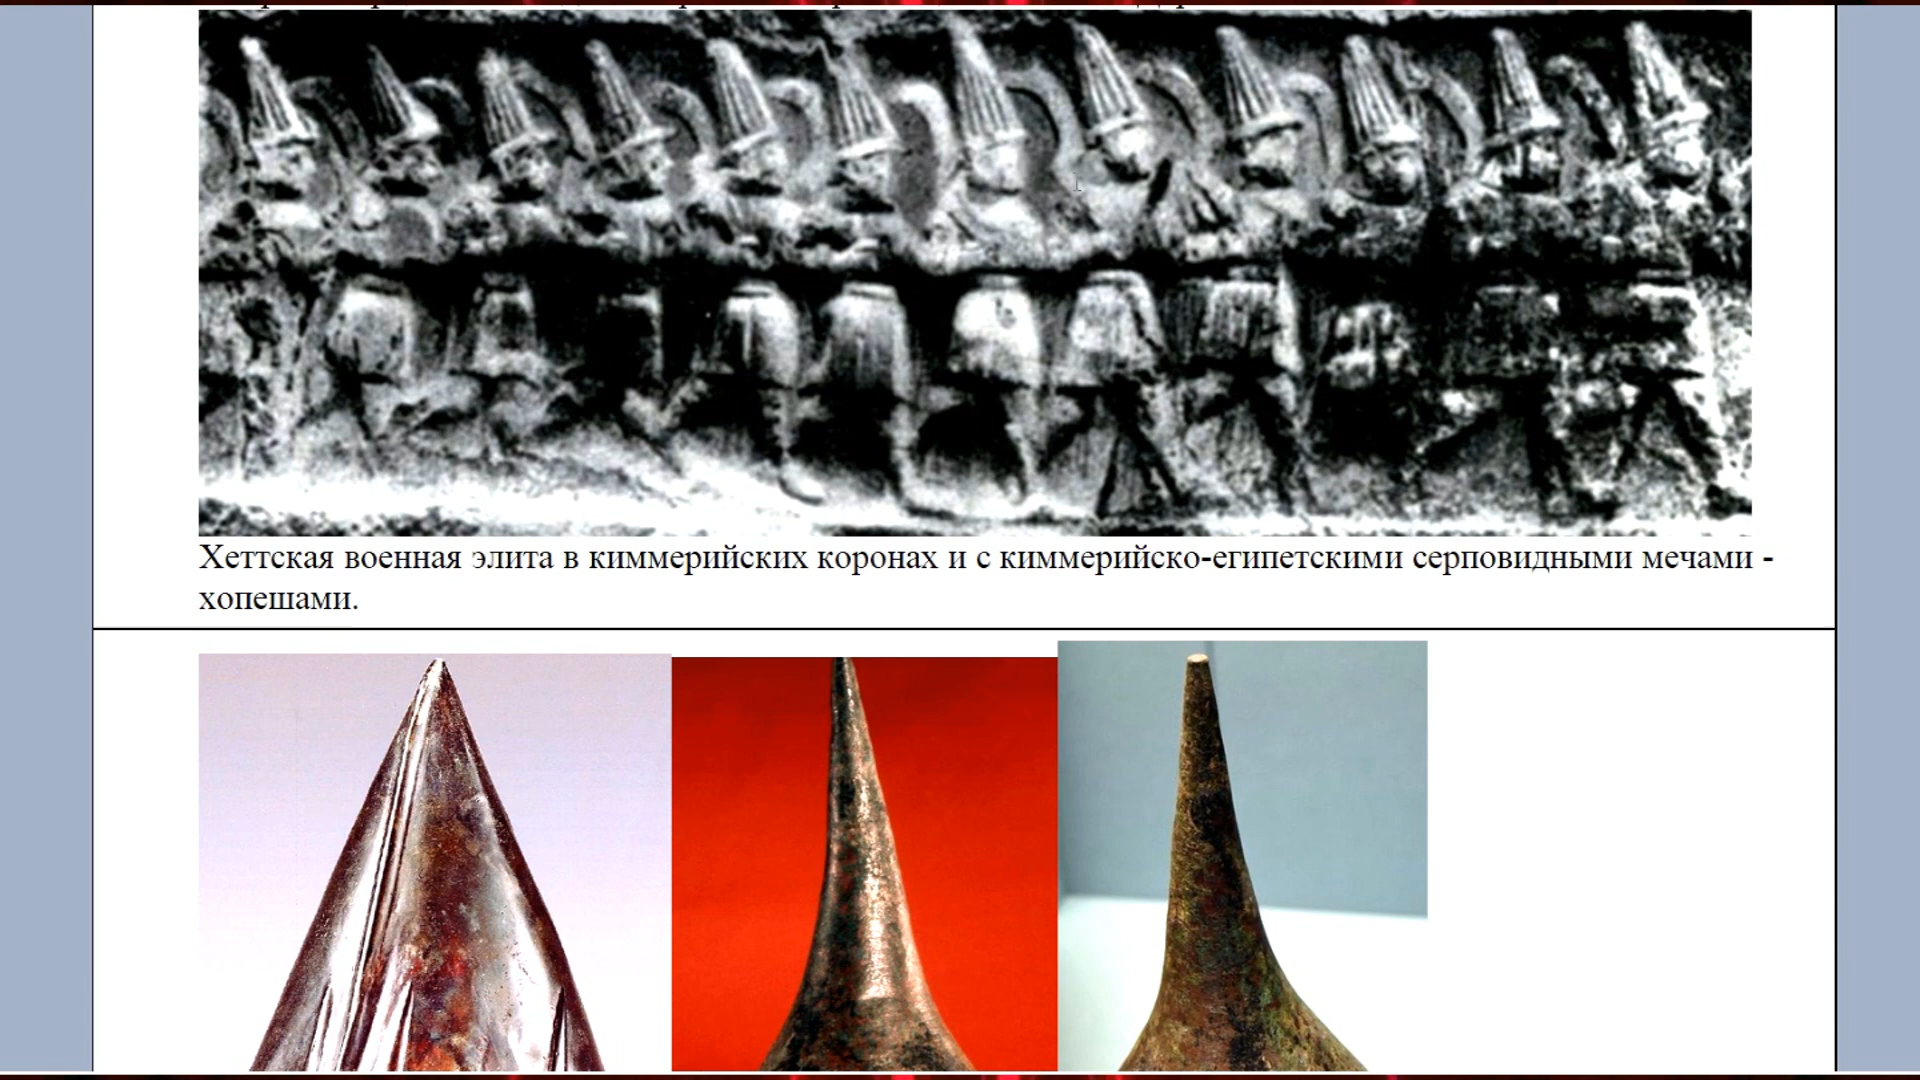 Хеттская военная элита в киммерийских коронах и с киммерийско-египетскими серповидными мечами -
хопешами.